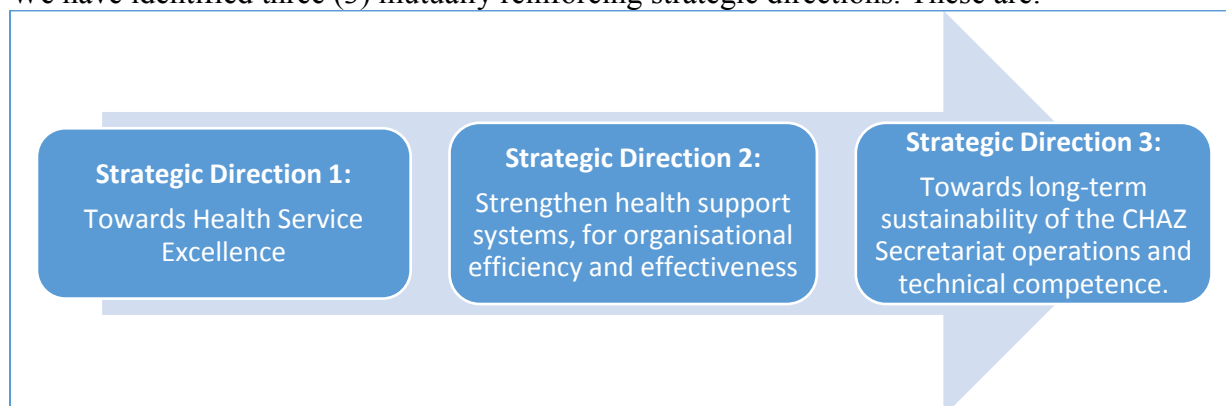 We have identified three (3) mutually reinforcing strategic directions. These are:
Strategic Direction 1:
Towards Health Service
Excellence
Strategic Direction 2:
Strengthen health support
systems, for organisational
efficiency and effectiveness
Strategic Direction 3:
Towards long-term
sustainability of the CHAZ
Secretariat operations and
technical competence.